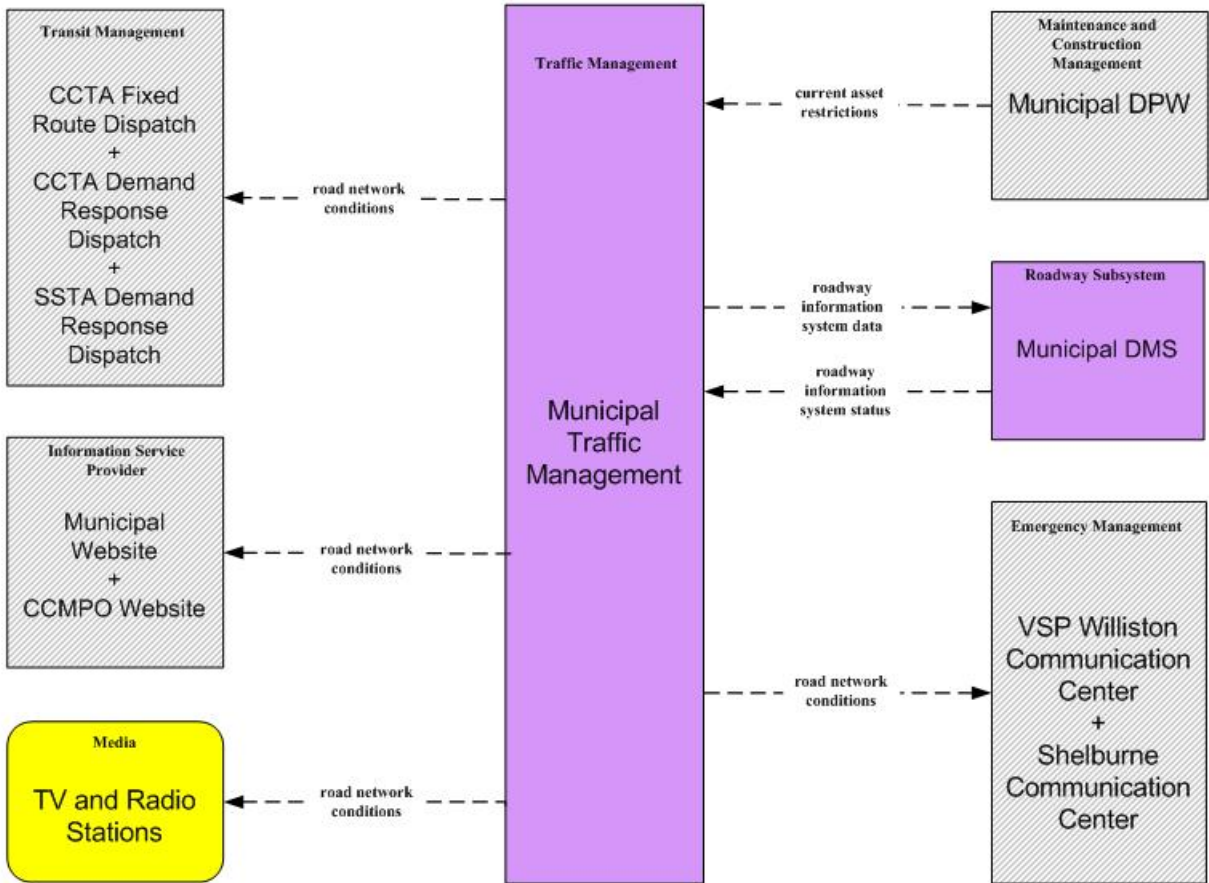 Transit Management
CCTA Fixed
Route Dispatch
+
CCTA Demand
Response
Dispatch
+
SSTA Demand
Response
Dispatch
road network
conditions
Information Service
Provider
Municipal
Website
+
CCMPO Website
road network
conditions
Media
TV and Radio
Stations
road network
conditions
Traffic Management
Municipal
Traffic
Management
current asset
restrictions
Maintenance and
Construction
Management
Municipal DPW
roadway
information
system data
roadway
information
system status
Roadway Subsystem
Municipal DMS
road network
conditions
Emergency Management
VSP Williston
Communication
Center
+
Shelburne
Communication
Center